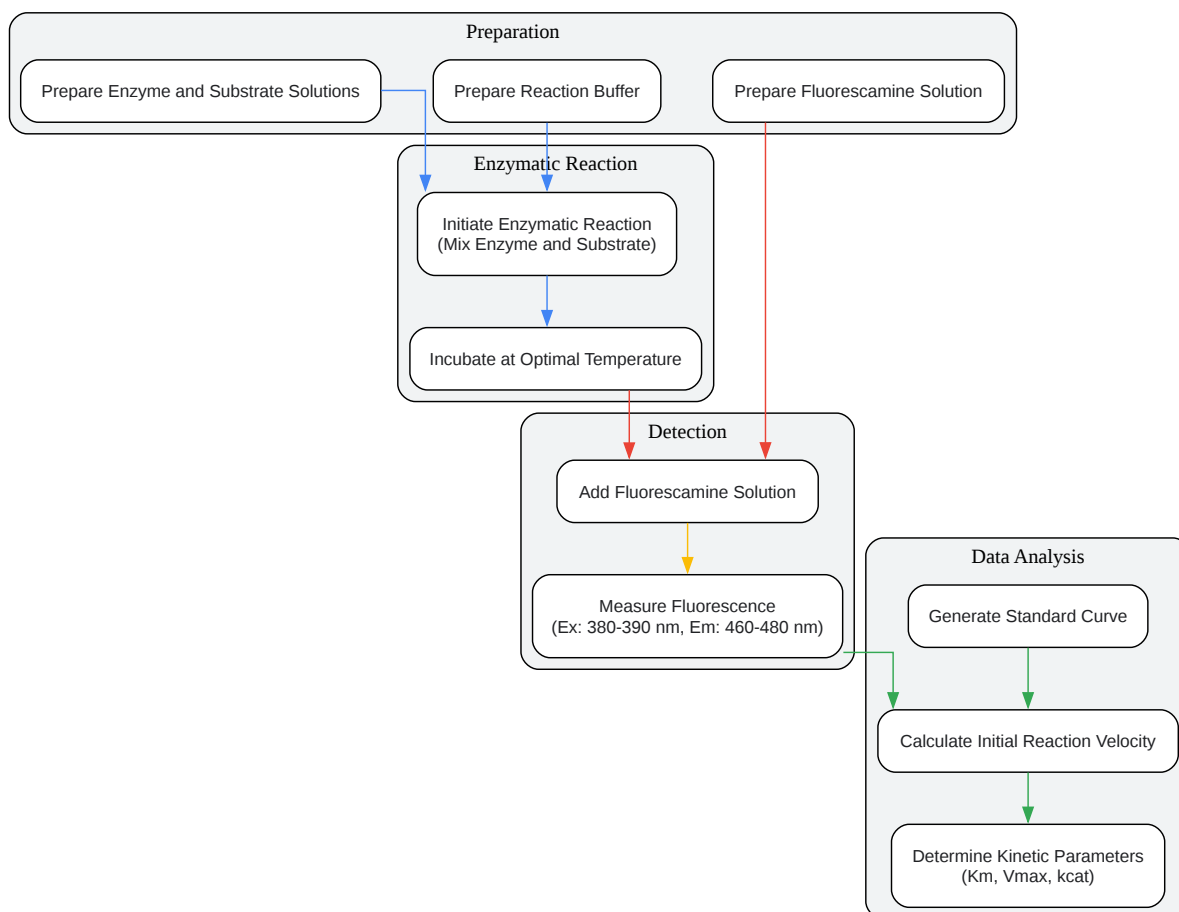 Preparation
Prepare Enzyme and Substrate Solutions
Prepare Reaction Buffer
Prepare Fluorescamine Solution
Enzymatic Reaction
Initiate Enzymatic Reaction
(Mix Enzyme and Substrate)
Incubate at Optimal Temperature
Detection
Add Fluorescamine Solution
Measure Fluorescence
(Ex: 380-390 nm, Em: 460-480 nm)
Data Analysis
Generate Standard Curve
Calculate Initial Reaction Velocity
Determine Kinetic Parameters
(Km, Vmax, kcat)